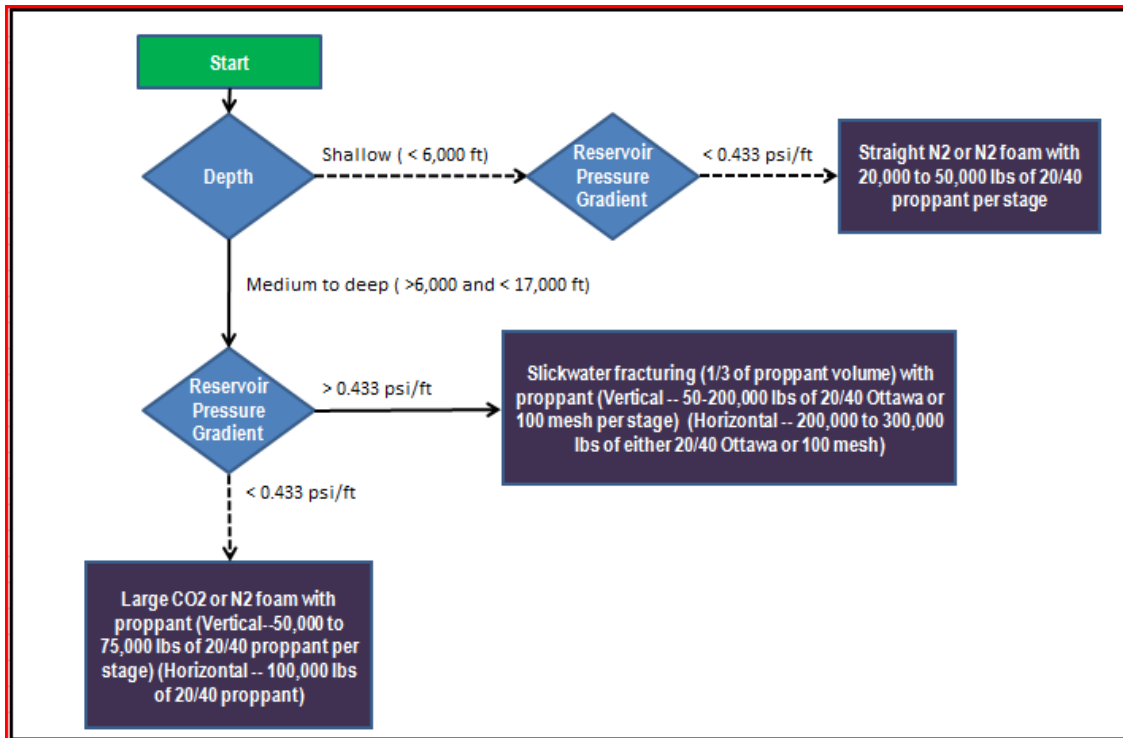 Start
Depth
Shallow ( < 6,000 ft)
Reservoir
Pressure
Gradient
< 0.433 psi/ft
Straight N2 or N2 foam with
20,000 to 50,000 lbs of 20/40
proppant per stage
Medium to deep ( >6,000 and < 17,000 ft)
Reservoir
Pressure
Gradient
> 0.433 psi/ft
Slickwater fracturing (1/3 of proppant volume) with
proppant (Vertical -- 50-200,000 lbs of 20/40 Ottawa or
100 mesh per stage)  (Horizontal -- 200,000 to 300,000
lbs of either 20/40 Ottawa or 100 mesh)
< 0.433 psi/ft
Large CO2 or N2 foam with
proppant (Vertical--50,000 to
75,000 lbs of 20/40 proppant per
stage) (Horizontal -- 100,000 lbs
of 20/40 proppant)